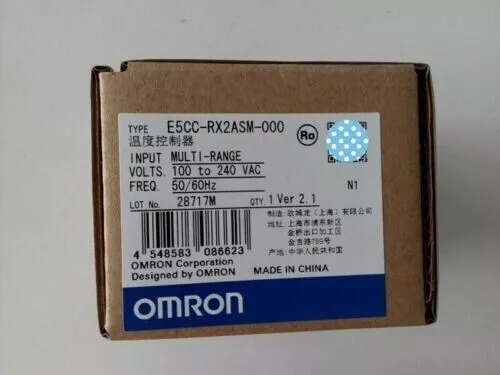 TYPE E5CC-RX2ASM-000
温度控制器
INPUT MULTI-RANGE
VOLTS. 100 to 240 VAC
FREQ. 50/60Hz
LOT No. 28717M QTY 1 Ver 2.1
Ro
N1
4 548583 086623
制造: 欧姆龙(上海)有限公司
上海市浦东新区
金桥出口加工区
金吉路789号
产地: 中华人民共和国
OMRON Corporation
Designed by OMRON MADE IN CHINA
OMRON